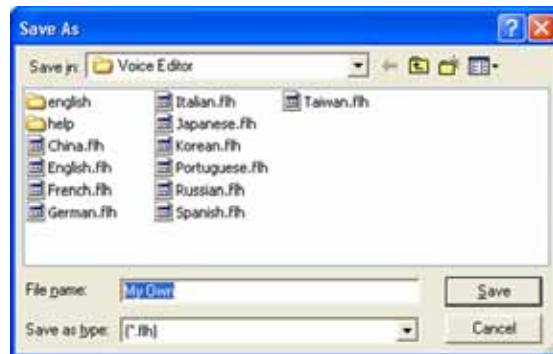 Save As
Save in: Voice Editor
english
help
China.flh
English.flh
French.flh
German.flh
Italian.flh
Japanese.flh
Korean.flh
Portuguese.flh
Russian.flh
Spanish.flh
Taiwan.flh
File name: My Own
Save
Save as type: (*.flh)
Cancel